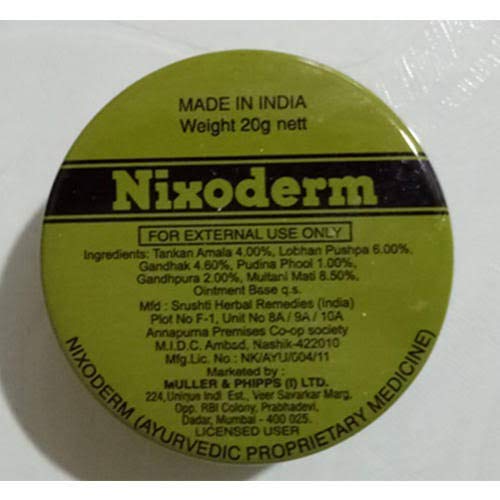 MADE IN INDIA
Weight 20g nett
Nixoderm
FOR EXTERNAL USE ONLY
Ingredients: Tankan Amala 4.00%, Lobhan Pushpa 6.00%.
Gandhak 4.60%, Pudina Phool 1.00%,
Gandhpura 2.00%, Multani Mati 8.50%.
Ointment Base q.s.
Mfd : Srushti Herbal Remedies (India)
Plot No F-1, Unit No 8A / 9A / 10A
Annapurna Premises Co-op society
M.I.D.C. Ambad, Nashik-422010
Mfg.Lic. No.: NK/AYU/004/11
Marketed by :
MULLER & PHIPPS (I) LTD.
224,Unique Indl. Est., Veer Savarkar Marg,
Opp. RBI Colony, Prabhadevi,
Dadar, Mumbai - 400 025.
LICENSED USER
NIXODERM (AYURVEDIC PROPRIETARY MEDICINE)